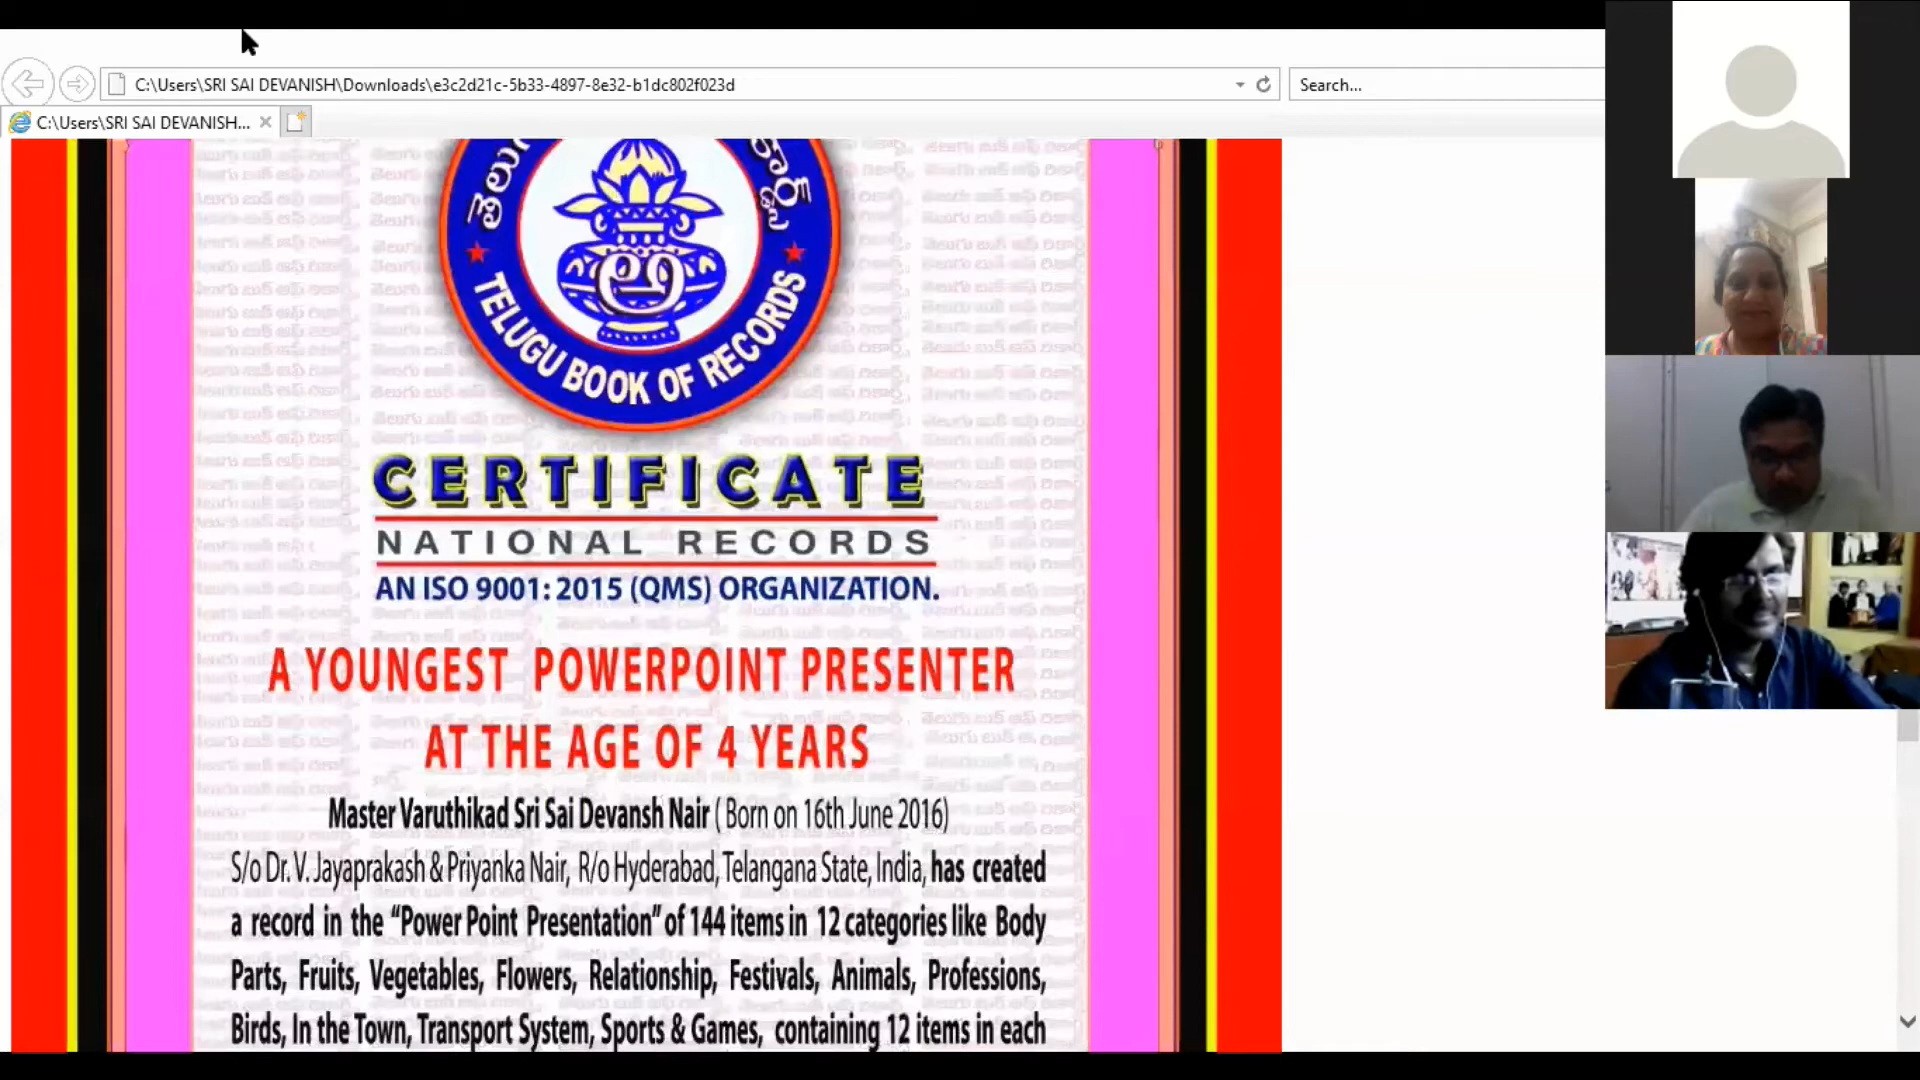 C:\Users\SRI SAI DEVANISH\Downloads\e3c2d21c-5b33-4897-8e32-b1dc802f023d
Search...
C:\Users\SRI SAI DEVANISH...
TELUGU BOOK OF RECORDS
CERTIFICATE
NATIONAL RECORDS
AN ISO 9001: 2015 (QMS) ORGANIZATION.
A YOUNGEST POWERPOINT PRESENTER
AT THE AGE OF 4 YEARS
Master Varuthikad Sri Sai Devansh Nair ( Born on 16th June 2016)
S/o Dr. V. Jayaprakash & Priyanka Nair, R/o Hyderabad, Telangana State, India, has created
a record in the “Power Point Presentation” of 144 items in 12 categories like Body
Parts, Fruits, Vegetables, Flowers, Relationship, Festivals, Animals, Professions,
Birds, In the Town, Transport System, Sports & Games, containing 12 items in each